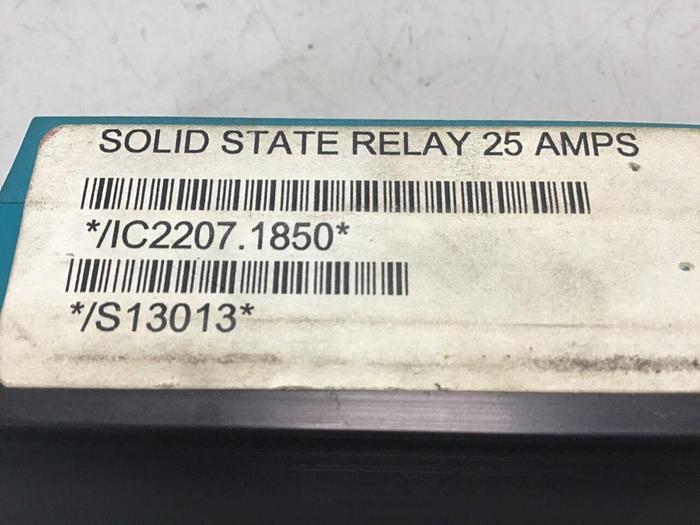 SOLID STATE RELAY 25 AMPS
*/IC2207.1850*
*/S13013*